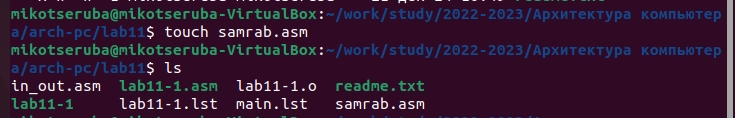 mikotseruba@mikotseruba-VirtualBox:~/work/study/2022-2023/Архитектура компьютер
а/arch-pc/lab11$ touch samrab.asm
mikotseruba@mikotseruba-VirtualBox:~/work/study/2022-2023/Архитектура компьютер
а/arch-pc/lab11$ ls
in_out.asm lab11-1.asm lab11-1.o readme.txt
lab11-1 lab11-1.lst main.lst samrab.asm